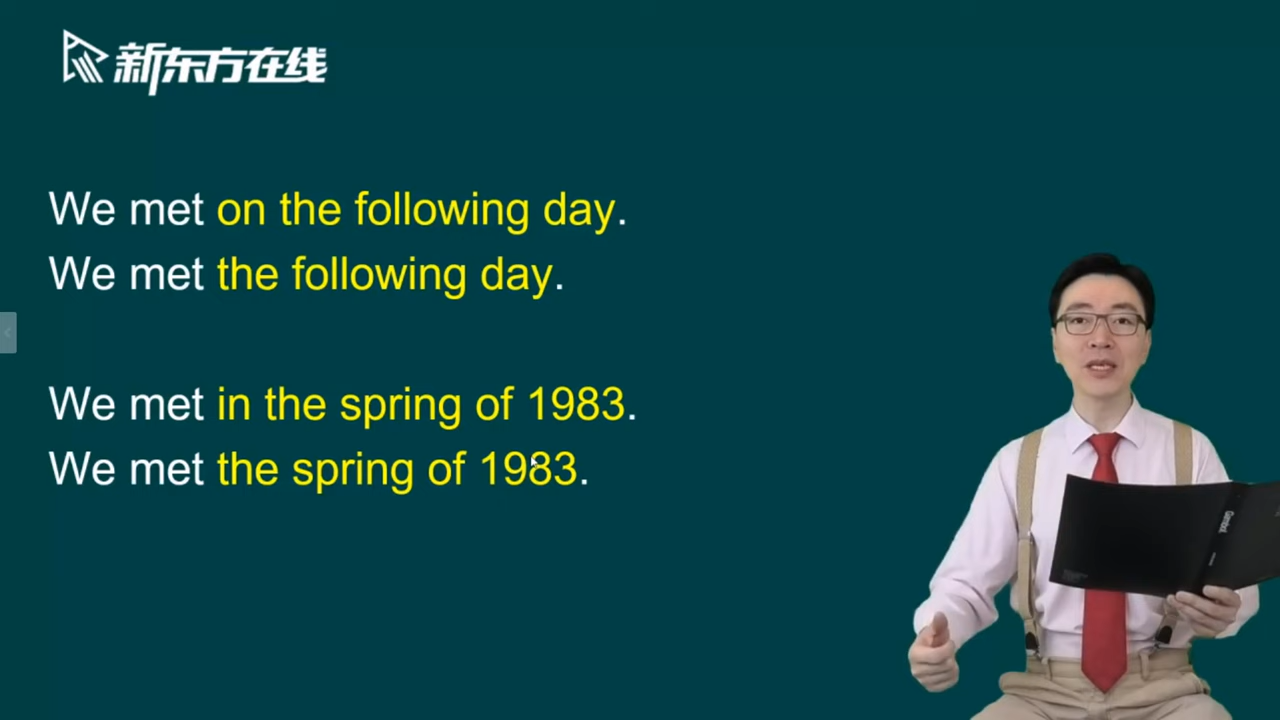 新东方在线
We met on the following day.
We met the following day.
We met in the spring of 1983.
We met the spring of 1983.